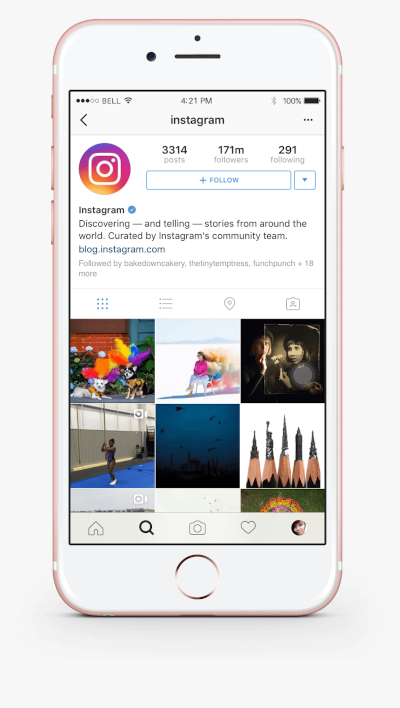 BELL 4:21 PM 100%
instagram
3314 171m 291
posts followers following
+ FOLLOW
Instagram
Discovering — and telling — stories from around the
world. Curated by Instagram's community team.
blog.instagram.com
Followed by bakedowncakery, thetinytemptress, funchpunch + 18
more